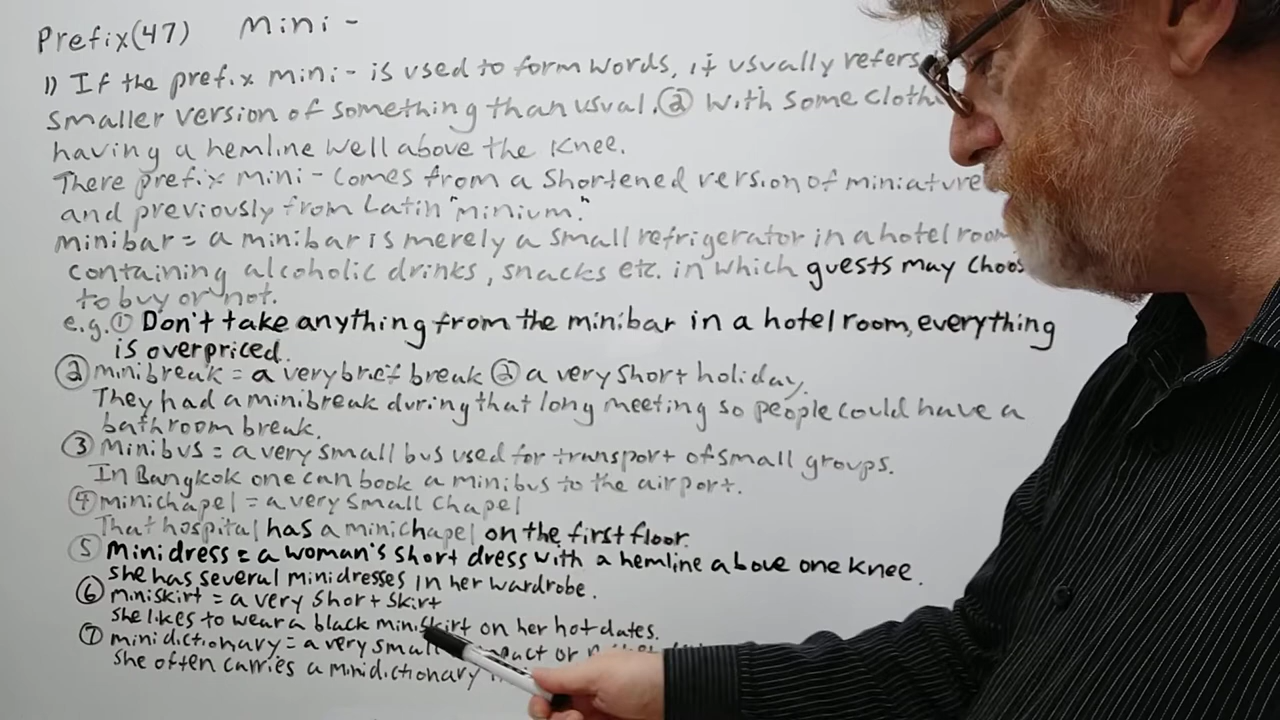 Prefix(47) Mini-
1) If the prefix mini- is used to form words, it usually refers
smaller version of something than usual. ② With some
having a hemline well above the knee.
There prefix mini- comes from a shortened version of miniature
and previously from Latin "minium."
minibar = a minibar is merely a small refrigerator in a hotel room
containing alcoholic drinks, snacks etc. in which guests may
to buy or not.
e.g. ① Don't take anything from the minibar in a hotel room, everything
is overpriced.
② minibreak = a very brief break ② a very short holiday.
They had a minibreak during that long meeting so people could have a
bathroom break.
③ Minibus = a very small bus used for transport of small groups.
In Bangkok one can book a minibus to the airport.
④ minichapel = a very small chapel
That hospital has a minichapel on the first floor.
⑤ Minidress = a woman's short dress with a hemline above one knee.
She has several minidresses in her wardrobe.
⑥ miniskirt = a very short skirt
She likes to wear a black miniskirt on her hot dates.
⑦ minidictionary = a very small or
She often carries a minidictionary